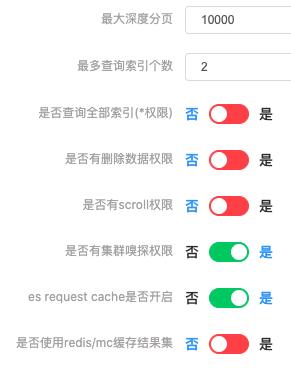 最大深度分页 10000
最多查询索引个数 2
是否查询全部索引(*权限) 否 是
是否有删除数据权限 否 是
是否有scroll权限 否 是
是否有集群嗅探权限 否 是
es request cache是否开启 否 是
是否使用redis/mc缓存结果集 否 是